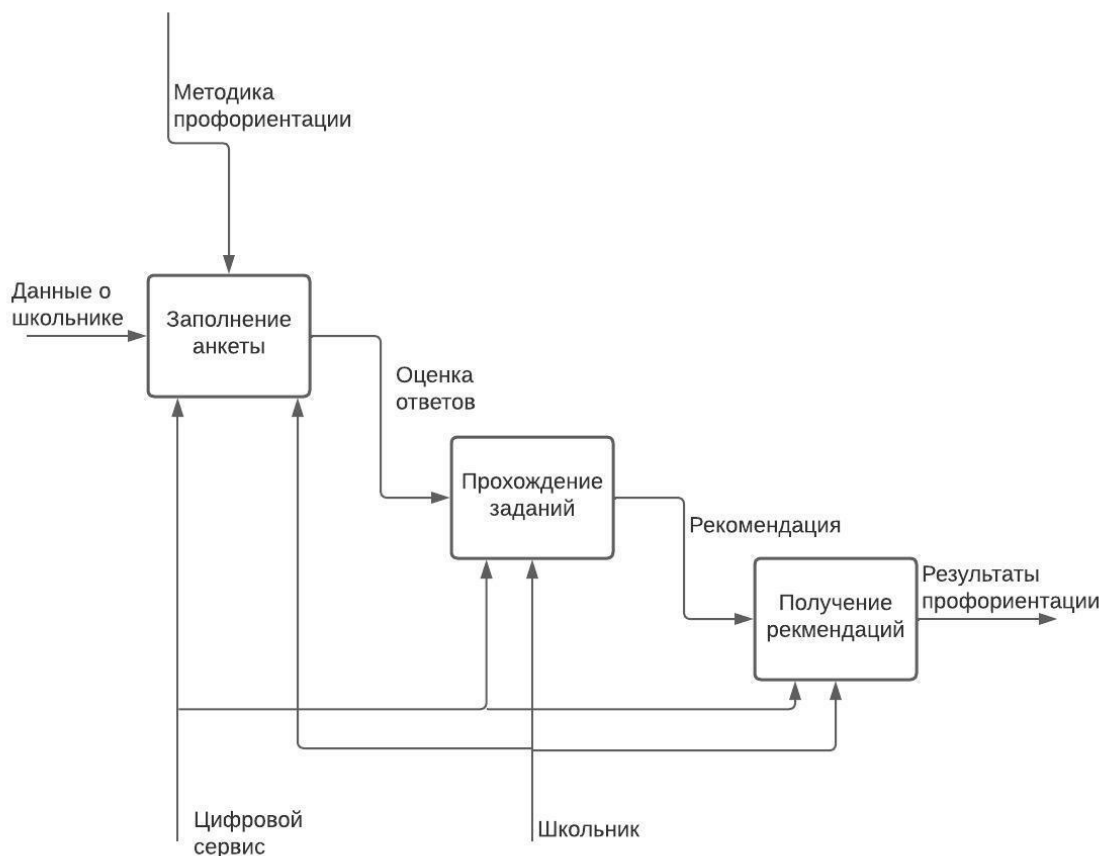 Методика
профориентации
Данные о
школьнике
Заполнение
анкеты
Оценка
ответов
Прохождение
заданий
Рекомендация
Получение
рекмендаций
Результаты
профориентации
Цифровой
сервис
Школьник